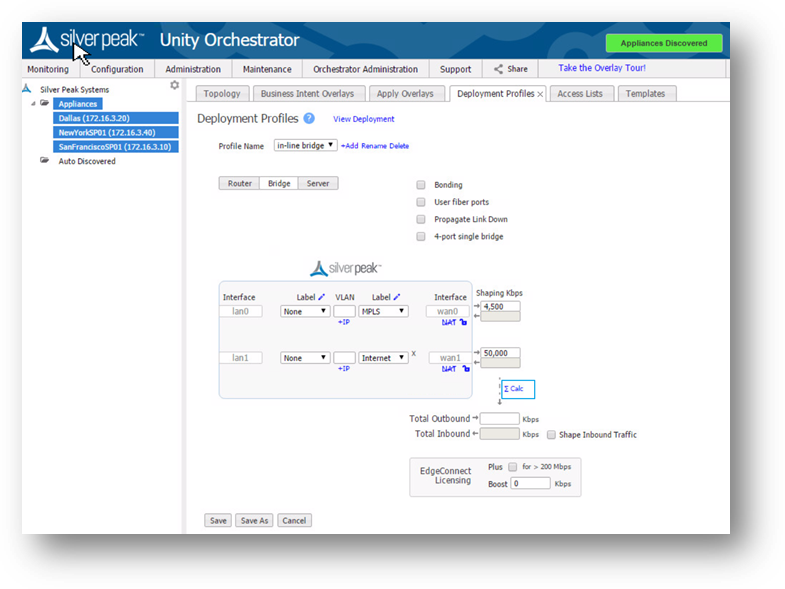 silver peak™ Unity Orchestrator Appliances Discovered
Monitoring Configuration Administration Maintenance Orchestrator Administration Support Share Take the Overlay Tour!
Silver Peak Systems
Appliances
Dallas (172.16.3.20)
NewYorkSP01 (172.16.3.40)
SanFranciscoSP01 (172.16.3.10)
Auto Discovered
Topology Business Intent Overlays Apply Overlays Deployment Profiles × Access Lists Templates
Deployment Profiles ? View Deployment
Profile Name in-line bridge ▼ +Add Rename Delete
Router Bridge Server
Bonding
User fiber ports
Propagate Link Down
4-port single bridge
silver peak™
Interface Label VLAN Label Interface Shaping Kbps
lan0 None ▼ MPLS ▼ wan0 → 4,500
+IP NAT ←
lan1 None ▼ Internet ▼ X wan1 → 50,000
+IP NAT ←
Σ Calc
Total Outbound → Kbps
Total Inbound ← Kbps Shape Inbound Traffic
EdgeConnect Licensing
Plus for > 200 Mbps
Boost 0 Kbps
Save Save As Cancel